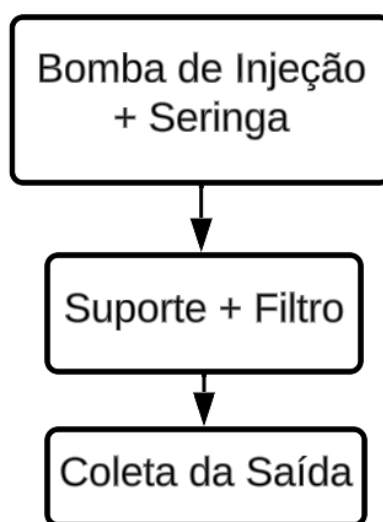 Bomba de Injeção
+ Seringa
Suporte + Filtro
Coleta da Saída